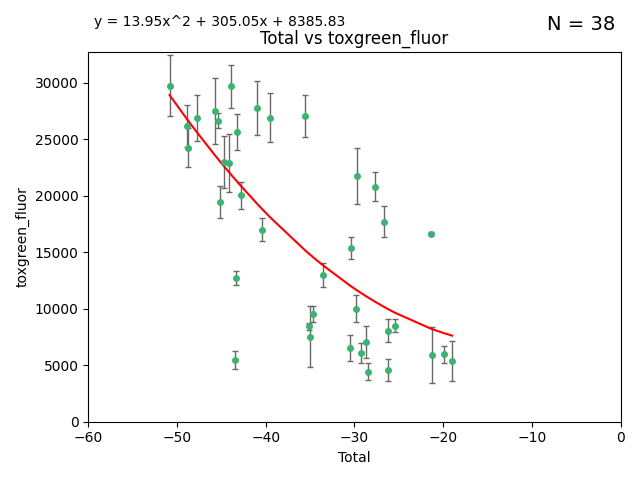 y = 13.95x^2 + 305.05x + 8385.83
N = 38
Total vs toxgreen_fluor
30000
25000
20000
15000
10000
5000
0
toxgreen_fluor
−60
−50
−40
−30
−20
−10
0
Total